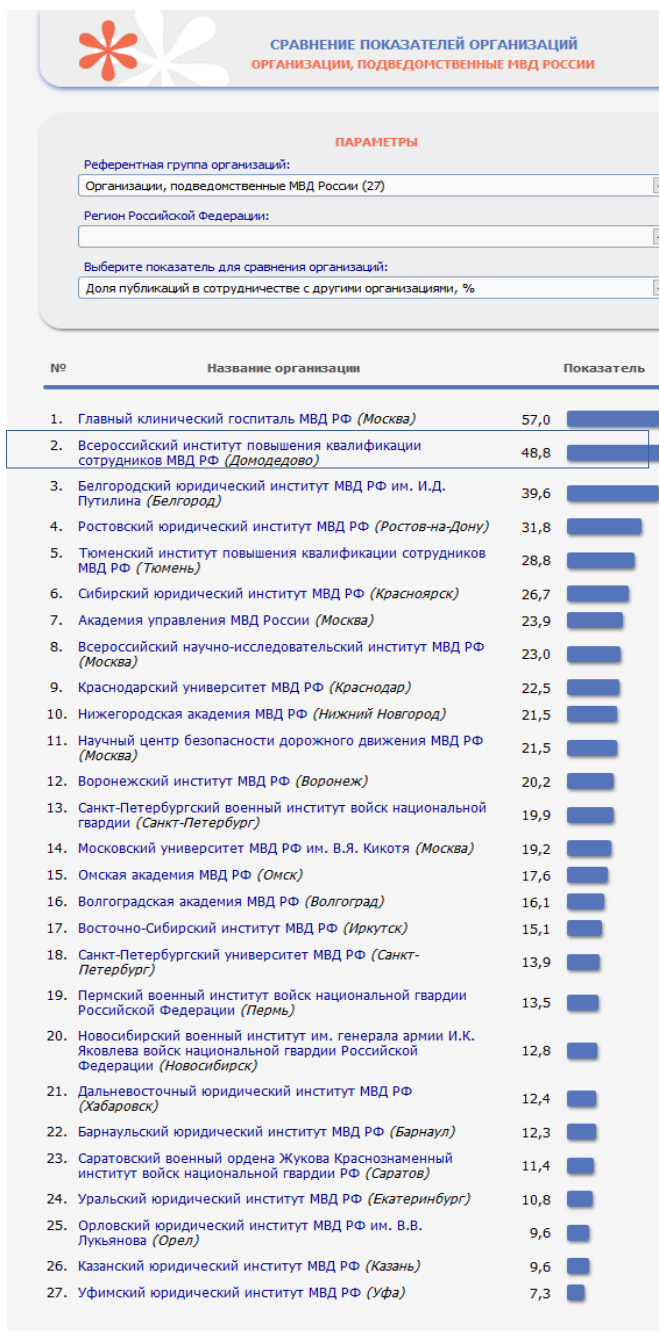 СРАВНЕНИЕ ПОКАЗАТЕЛЕЙ ОРГАНИЗАЦИЙ
ОРГАНИЗАЦИИ, ПОДВЕДОМСТВЕННЫЕ МВД РОССИИ
ПАРАМЕТРЫ
Референтная группа организаций:
Организации, подведомственные МВД России (27)
Регион Российской Федерации:
Выберите показатель для сравнения организаций:
Доля публикаций в сотрудничестве с другими организациями, %
№ Название организации Показатель
1. Главный клинический госпиталь МВД РФ (Москва) 57,0
2. Всероссийский институт повышения квалификации
сотрудников МВД РФ (Домодедово) 48,8
3. Белгородский юридический институт МВД РФ им. И.Д.
Путилина (Белгород) 39,6
4. Ростовский юридический институт МВД РФ (Ростов-на-Дону) 31,8
5. Тюменский институт повышения квалификации сотрудников
МВД РФ (Тюмень) 28,8
6. Сибирский юридический институт МВД РФ (Красноярск) 26,7
7. Академия управления МВД России (Москва) 23,9
8. Всероссийский научно-исследовательский институт МВД РФ
(Москва) 23,0
9. Краснодарский университет МВД РФ (Краснодар) 22,5
10. Нижегородская академия МВД РФ (Нижний Новгород) 21,5
11. Научный центр безопасности дорожного движения МВД РФ
(Москва) 21,5
12. Воронежский институт МВД РФ (Воронеж) 20,2
13. Санкт-Петербургский военный институт войск национальной
гвардии (Санкт-Петербург) 19,9
14. Московский университет МВД РФ им. В.Я. Кикотя (Москва) 19,2
15. Омская академия МВД РФ (Омск) 17,6
16. Волгоградская академия МВД РФ (Волгоград) 16,1
17. Восточно-Сибирский институт МВД РФ (Иркутск) 15,1
18. Санкт-Петербургский университет МВД РФ (Санкт-
Петербург) 13,9
19. Пермский военный институт войск национальной гвардии
Российской Федерации (Пермь) 13,5
20. Новосибирский военный институт им. генерала армии И.К.
Яковлева войск национальной гвардии Российской
Федерации (Новосибирск) 12,8
21. Дальневосточный юридический институт МВД РФ
(Хабаровск) 12,4
22. Барнаульский юридический институт МВД РФ (Барнаул) 12,3
23. Саратовский военный ордена Жукова Краснознаменный
институт войск национальной гвардии РФ (Саратов) 11,4
24. Уральский юридический институт МВД РФ (Екатеринбург) 10,8
25. Орловский юридический институт МВД РФ им. В.В.
Лукьянова (Орел) 9,6
26. Казанский юридический институт МВД РФ (Казань) 9,6
27. Уфимский юридический институт МВД РФ (Уфа) 7,3